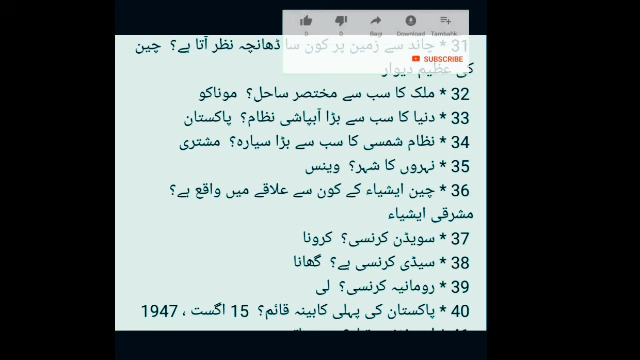 0 0 Bagi Download Tambahk
31 * چاند سے زمین پر کون سا ڈھانچہ نظر آتا ہے؟ چین
SUBSCRIBE
کی عظیم دیوار
32 * ملک کا سب سے مختصر ساحل؟ موناکو
33 * دنیا کا سب سے بڑا آبپاشی نظام؟ پاکستان
34 * نظام شمسی کا سب سے بڑا سیارہ؟ مشتری
35 * نہروں کا شہر؟ وینس
36 * چین ایشیاء کے کون سے علاقے میں واقع ہے؟
مشرقی ایشیاء
37 * سویڈن کرنسی؟ کرونا
38 * سیڈی کرنسی ہے؟ گھانا
39 * رومانیہ کرنسی؟ لی
40 * پاکستان کی پہلی کابینہ قائم؟ 15 اگست ، 1947